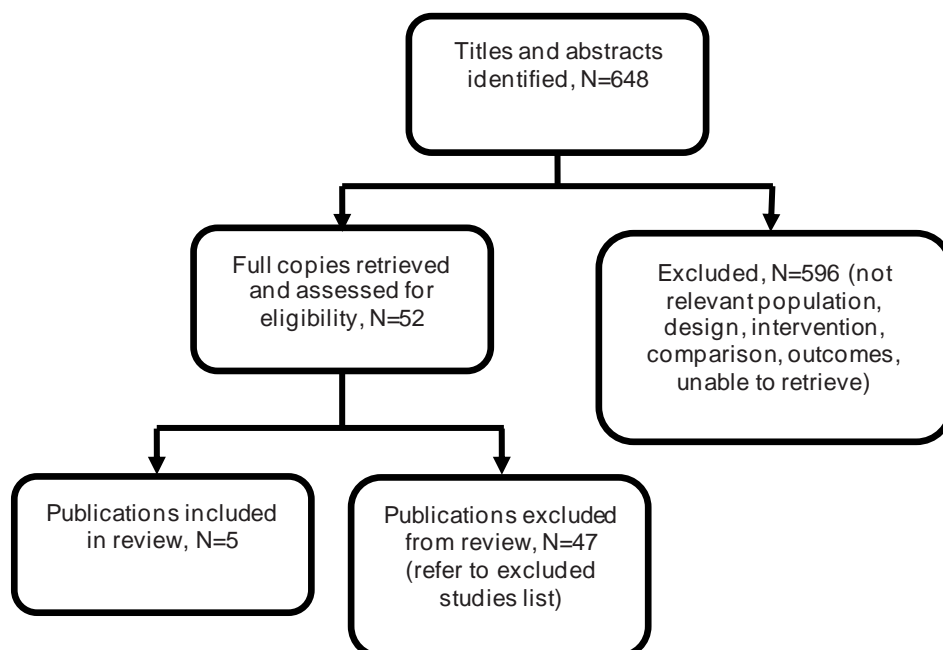 Titles and abstracts
identified, N=648
Full copies retrieved
and assessed for
eligibility, N=52
Excluded, N=596 (not
relevant population,
design, intervention,
comparison, outcomes,
unable to retrieve)
Publications included
in review, N=5
Publications excluded
from review, N=47
(refer to excluded
studies list)